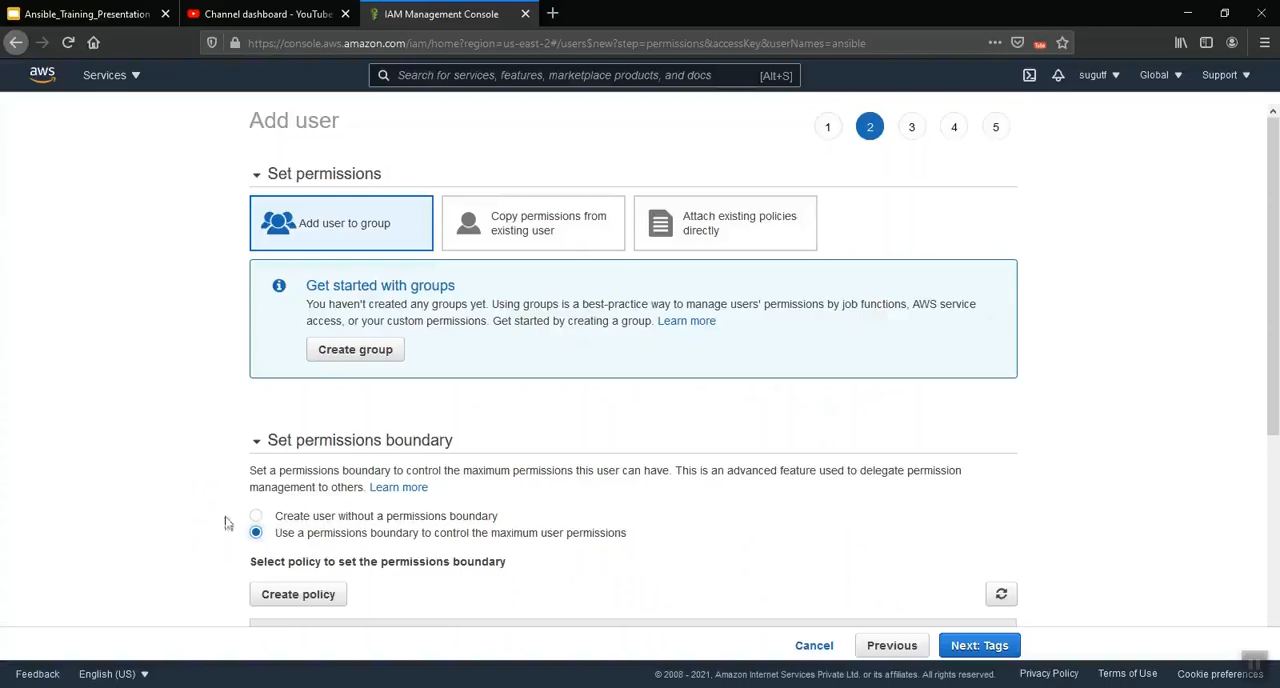 Ansible_Training_Presentation
Channel dashboard - YouTube
IAM Management Console
https://console.aws.amazon.com/iam/home?region=us-east-2#/users$new?step=permissions&accessKey&userNames=ansible
aws
Services
Search for services, features, marketplace products, and docs
[Alt+S]
sugutt
Global
Support
Add user
1
2
3
4
5
Set permissions
Add user to group
Copy permissions from
existing user
Attach existing policies
directly
Get started with groups
You haven't created any groups yet. Using groups is a best-practice way to manage users' permissions by job functions, AWS service
access, or your custom permissions. Get started by creating a group. Learn more
Create group
Set permissions boundary
Set a permissions boundary to control the maximum permissions this user can have. This is an advanced feature used to delegate permission
management to others. Learn more
Create user without a permissions boundary
Use a permissions boundary to control the maximum user permissions
Select policy to set the permissions boundary
Create policy
Cancel
Previous
Next: Tags
Feedback
English (US)
© 2008 - 2021, Amazon Internet Services Private Ltd. or its affiliates. All rights reserved.
Privacy Policy
Terms of Use
Cookie preferences